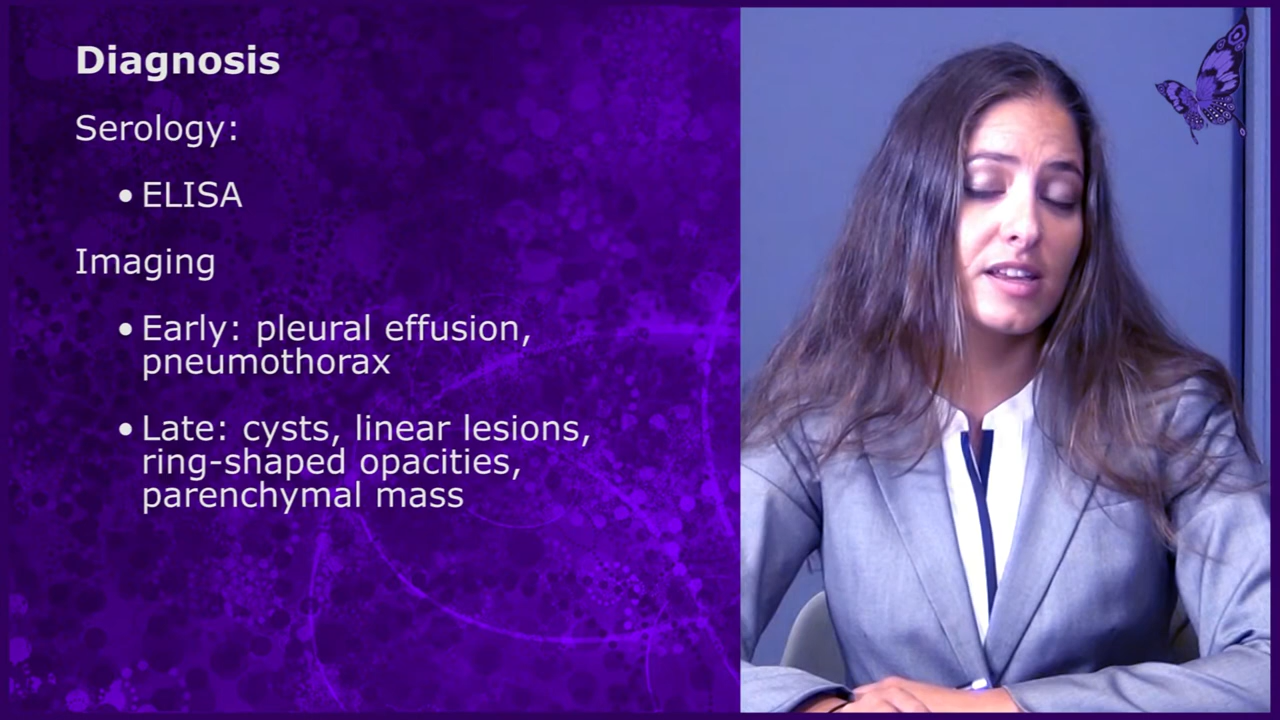 Diagnosis
Serology:
• ELISA
Imaging
• Early: pleural effusion,
pneumothorax
• Late: cysts, linear lesions,
ring-shaped opacities,
parenchymal mass